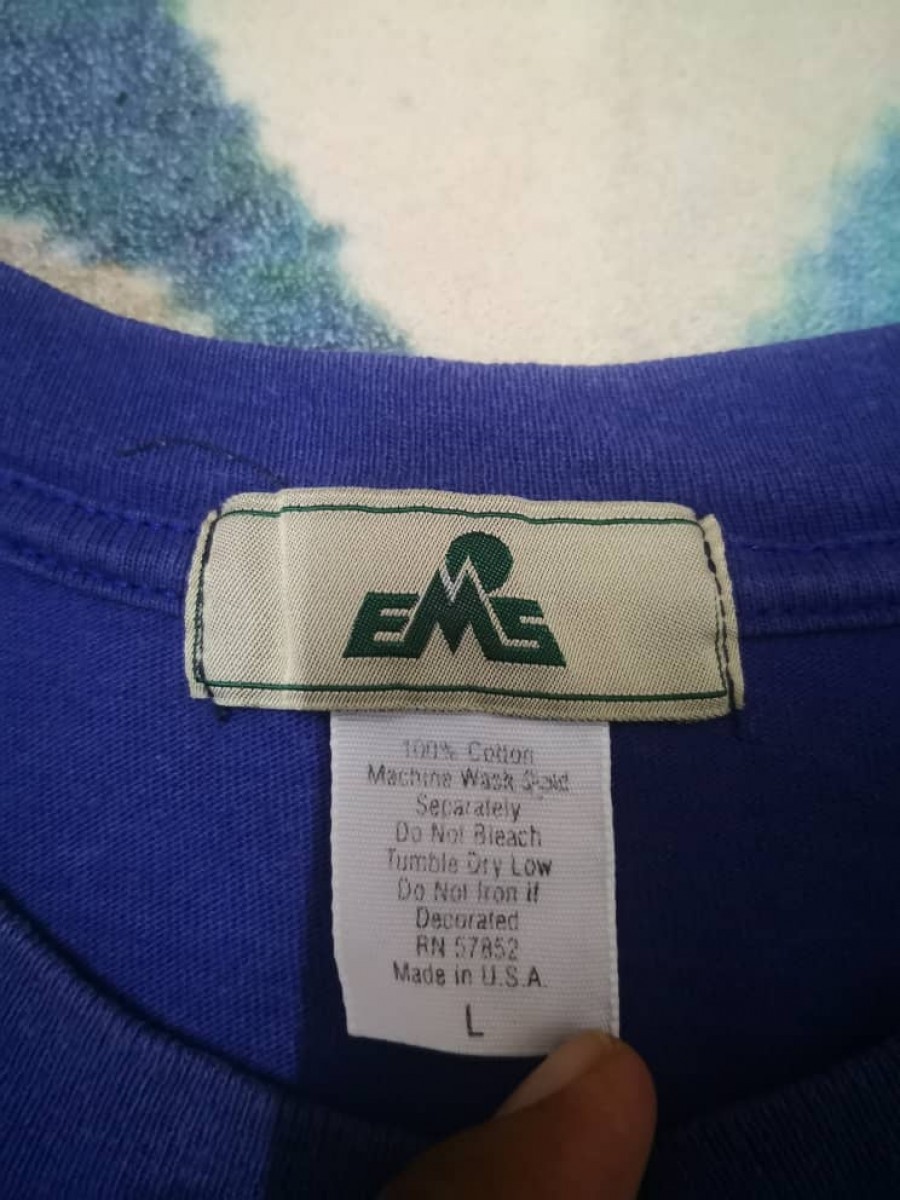 EMS
100% Cotton
Machine Wash Cold
Separately
Do Not Bleach
Tumble Dry Low
Do Not Iron if
Decorated
RN 57852
Made in U.S.A.
L